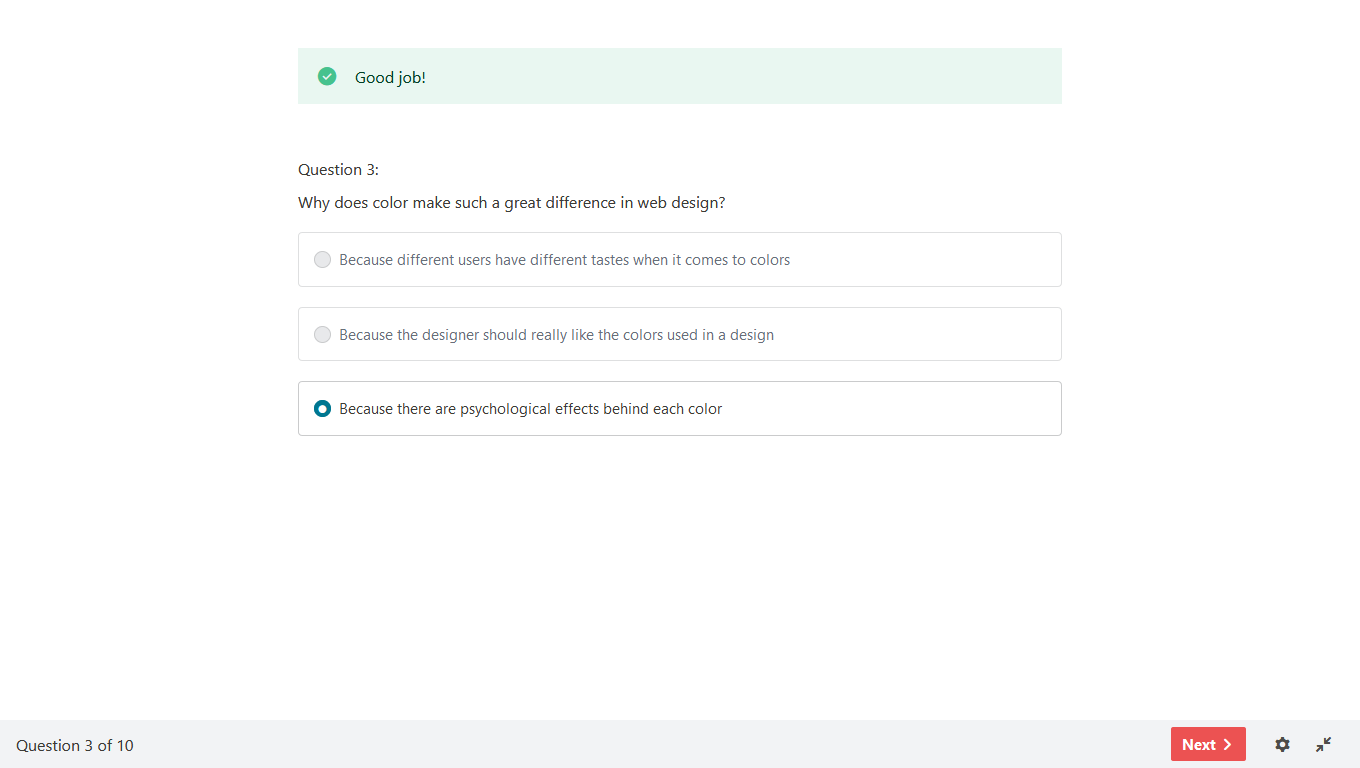 Good job!
Question 3:
Why does color make such a great difference in web design?
Because different users have different tastes when it comes to colors
Because the designer should really like the colors used in a design
Because there are psychological effects behind each color
Question 3 of 10
Next